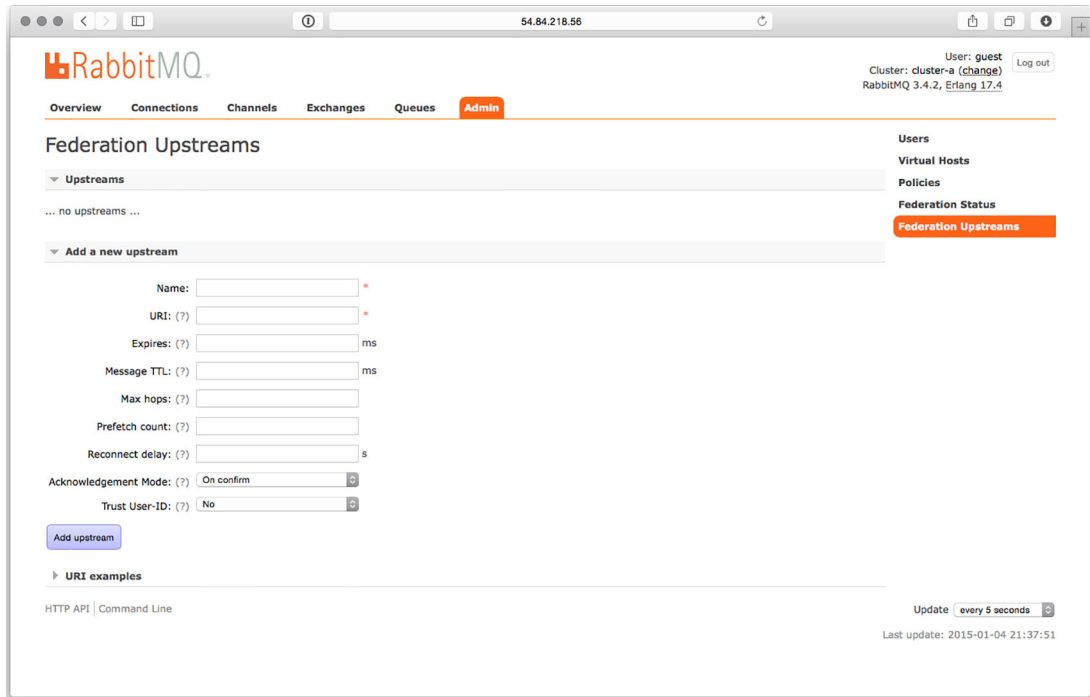 54.84.218.56
RabbitMQ
User: guest
Cluster: cluster-a (change)
RabbitMQ 3.4.2, Erlang 17.4
Log out
Overview Connections Channels Exchanges Queues Admin
Federation Upstreams
Upstreams
... no upstreams ...
Add a new upstream
Name: *
URI: (?) *
Expires: (?) ms
Message TTL: (?) ms
Max hops: (?)
Prefetch count: (?)
Reconnect delay: (?) s
Acknowledgement Mode: (?) On confirm
Trust User-ID: (?) No
Add upstream
URI examples
Users
Virtual Hosts
Policies
Federation Status
Federation Upstreams
HTTP API Command Line
Update every 5 seconds
Last update: 2015-01-04 21:37:51